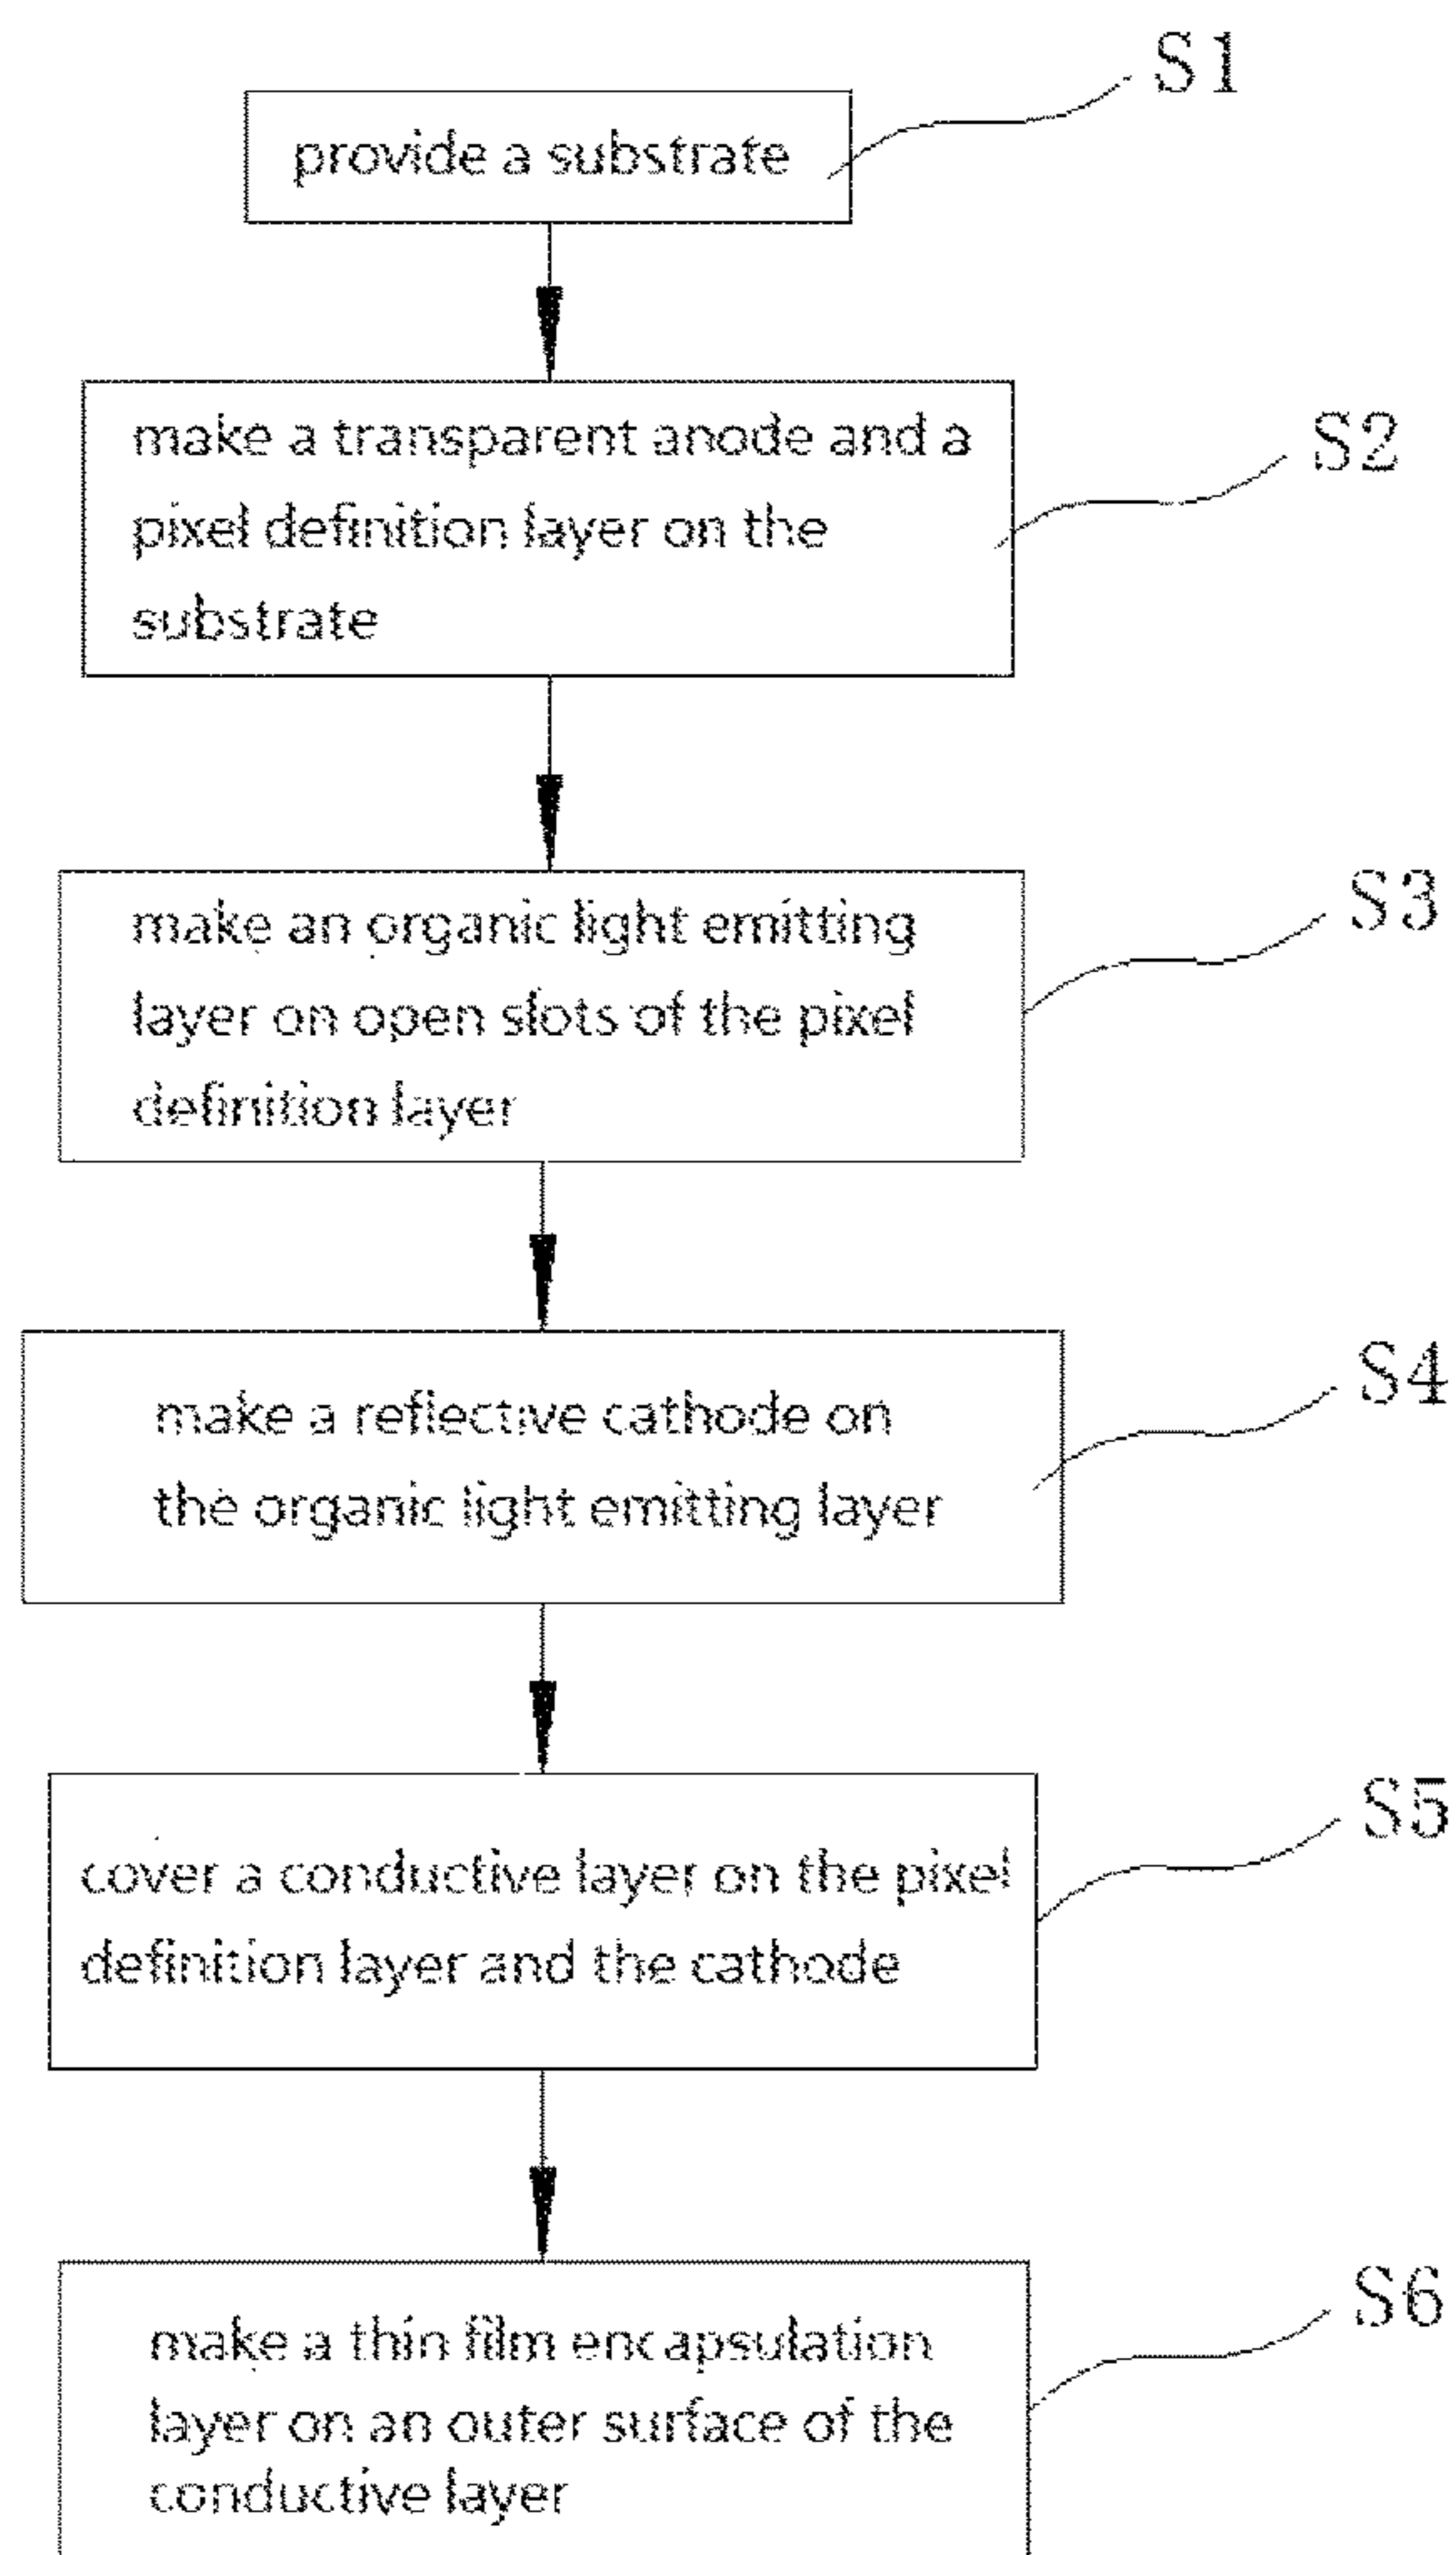 S1
provide a substrate
S2
make a transparent anode and a
pixel definition layer on the
substrate
S3
make an organic light emitting
layer on open slots of the pixel
definition layer
S4
make a reflective cathode on
the organic light emitting layer
S5
cover a conductive layer on the pixel
definition layer and the cathode
S6
make a thin film encapsulation
layer on an outer surface of the
conductive layer